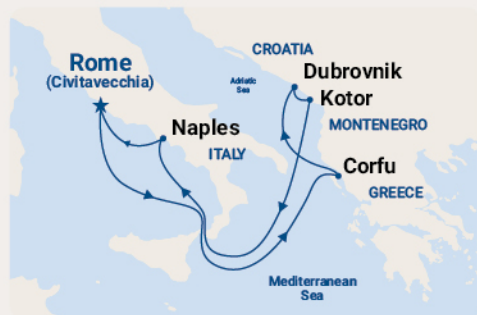 CROATIA
Rome
(Civitavecchia)
Dubrovnik
Adriatic
Sea
Kotor
Naples
MONTENEGRO
ITALY
Corfu
GREECE
Mediterranean
Sea